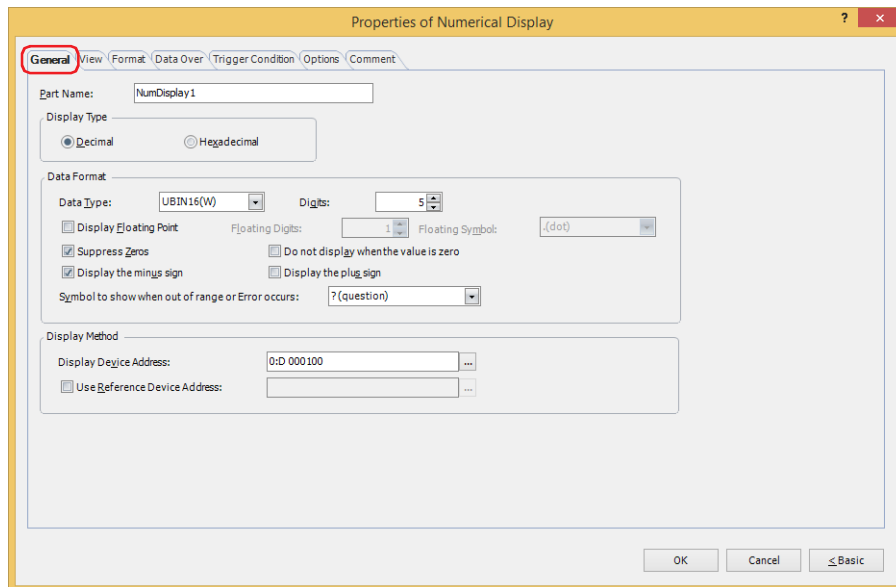 Properties of Numerical Display ? ×
General View Format Data Over Trigger Condition Options Comment
Part Name: NumDisplay1
Display Type
Decimal Hexadecimal
Data Format
Data Type: UBIN16(W) Digits: 5
Display Floating Point Floating Digits: 1 Floating Symbol: .(dot)
Suppress Zeros Do not display when the value is zero
Display the minus sign Display the plus sign
Symbol to show when out of range or Error occurs: ?(question)
Display Method
Display Device Address: 0:D 000100 ...
Use Reference Device Address: ...
OK Cancel < Basic